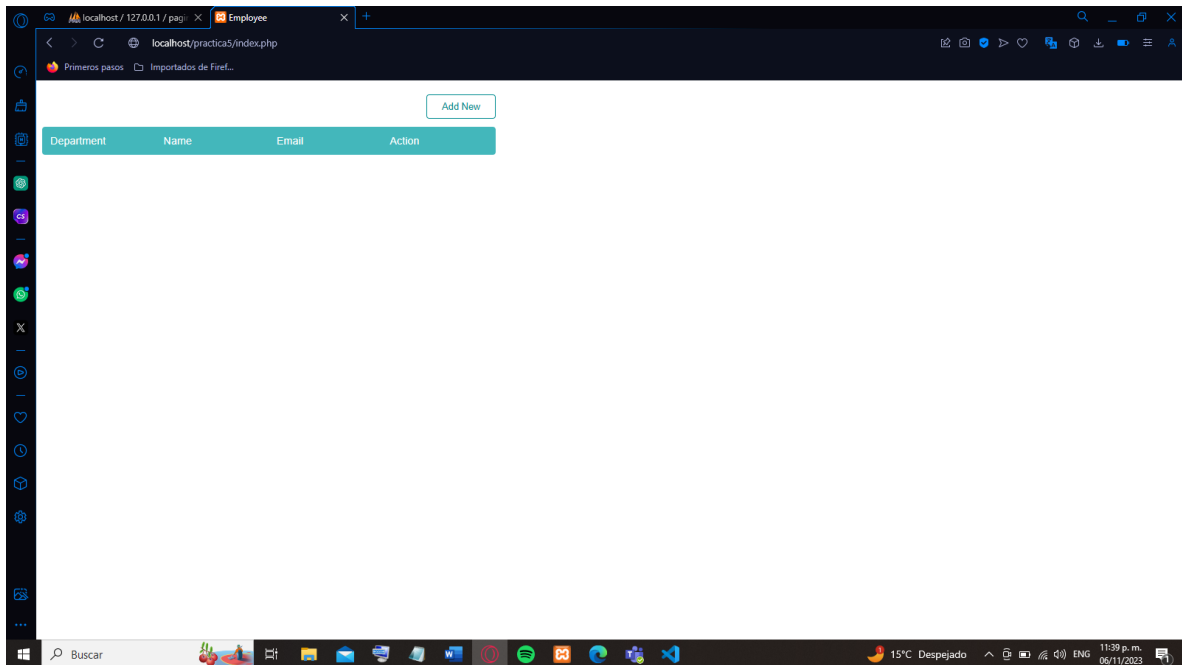 localhost / 127.0.0.1 / pagi
Employee
localhost/practica5/index.php
Primeros pasos
Importados de Firef...
Add New
Department Name Email Action
CS
Buscar
15°C Despejado
ENG
11:39 p. m.
06/11/2023